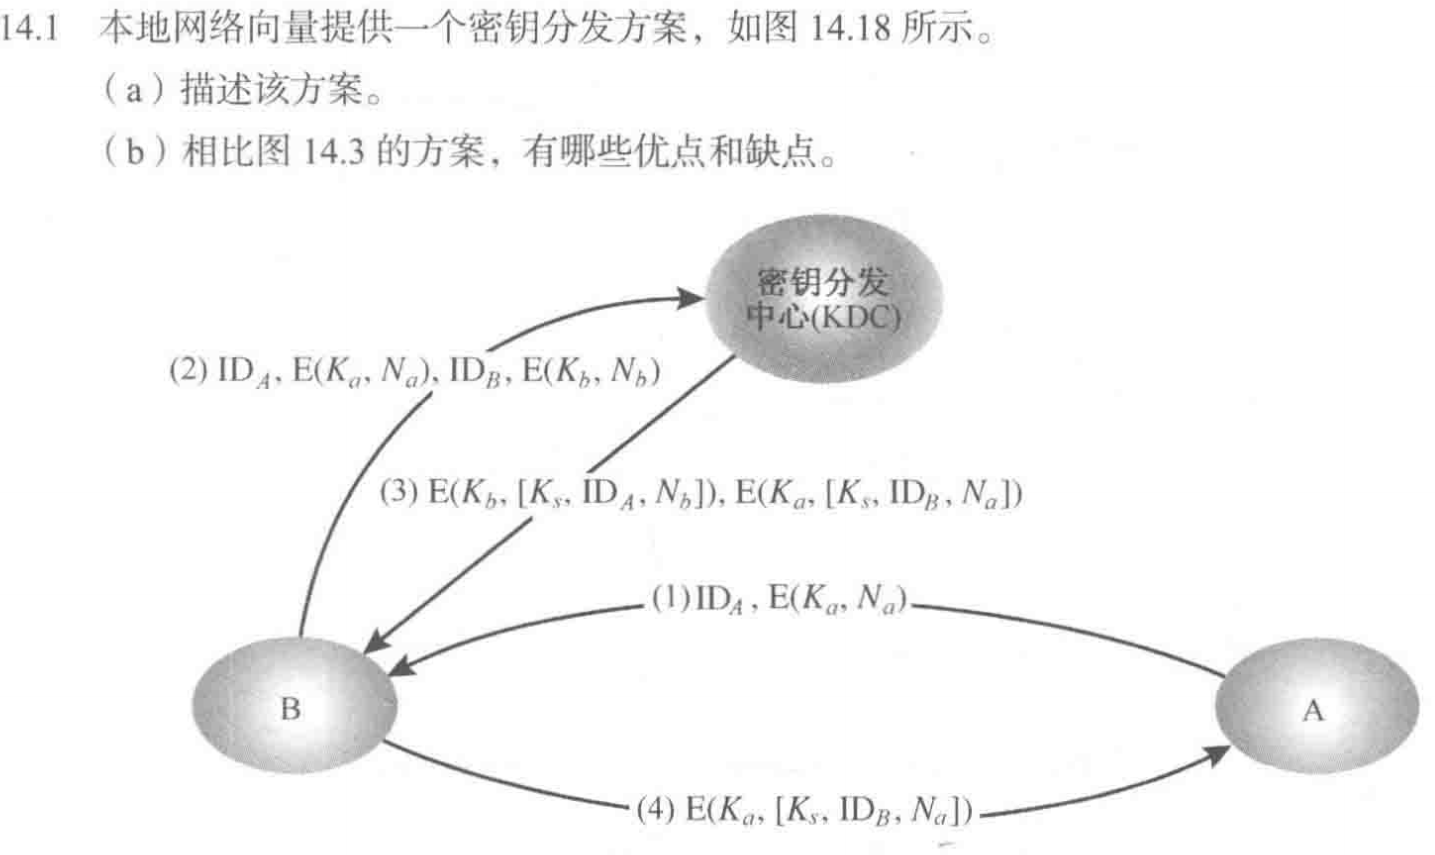 14.1 本地网络向量提供一个密钥分发方案，如图 14.18 所示。
（a）描述该方案。
（b）相比图 14.3 的方案，有哪些优点和缺点。
密钥分发
中心(KDC)
(2) ID_A, E(K_a, N_a), ID_B, E(K_b, N_b)
(3) E(K_b, [K_s, ID_A, N_b]), E(K_a, [K_s, ID_B, N_a])
(1) ID_A, E(K_a, N_a)
B
A
(4) E(K_a, [K_s, ID_B, N_a])